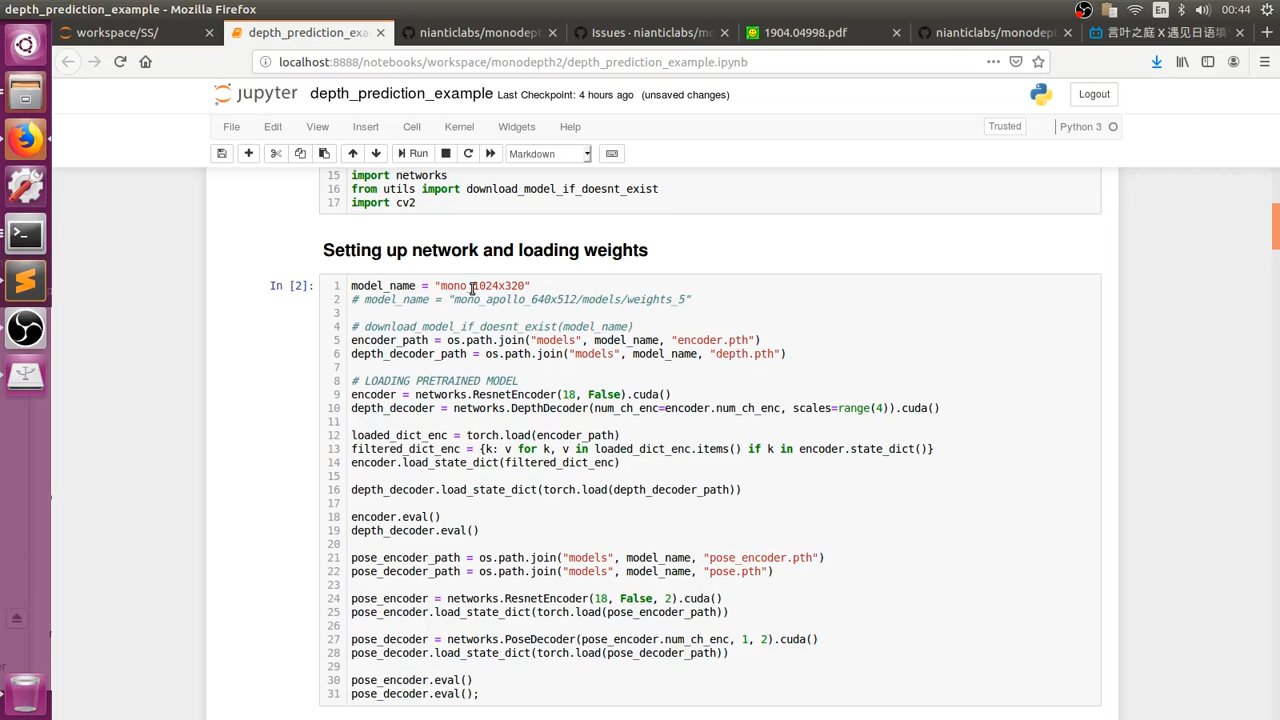 depth_prediction_example - Mozilla Firefox
En
00:44
workspace/SS/
depth_prediction_exa
nianticlabs/monodept
Issues · nianticlabs/mo
1904.04998.pdf
nianticlabs/monodept
言叶之庭 X 遇见日语填
localhost:8888/notebooks/workspace/monodepth2/depth_prediction_example.ipynb
jupyter depth_prediction_example Last Checkpoint: 4 hours ago (unsaved changes)
Logout
File Edit View Insert Cell Kernel Widgets Help
Trusted
Python 3
Run
Markdown
15 import networks
16 from utils import download_model_if_doesnt_exist
17 import cv2
Setting up network and loading weights
In [2]:
1 model_name = "mono_1024x320"
2 # model_name = "mono_apollo_640x512/models/weights_5"
3
4 # download_model_if_doesnt_exist(model_name)
5 encoder_path = os.path.join("models", model_name, "encoder.pth")
6 depth_decoder_path = os.path.join("models", model_name, "depth.pth")
7
8 # LOADING PRETRAINED MODEL
9 encoder = networks.ResnetEncoder(18, False).cuda()
10 depth_decoder = networks.DepthDecoder(num_ch_enc=encoder.num_ch_enc, scales=range(4)).cuda()
11
12 loaded_dict_enc = torch.load(encoder_path)
13 filtered_dict_enc = {k: v for k, v in loaded_dict_enc.items() if k in encoder.state_dict()}
14 encoder.load_state_dict(filtered_dict_enc)
15
16 depth_decoder.load_state_dict(torch.load(depth_decoder_path))
17
18 encoder.eval()
19 depth_decoder.eval()
20
21 pose_encoder_path = os.path.join("models", model_name, "pose_encoder.pth")
22 pose_decoder_path = os.path.join("models", model_name, "pose.pth")
23
24 pose_encoder = networks.ResnetEncoder(18, False, 2).cuda()
25 pose_encoder.load_state_dict(torch.load(pose_encoder_path))
26
27 pose_decoder = networks.PoseDecoder(pose_encoder.num_ch_enc, 1, 2).cuda()
28 pose_decoder.load_state_dict(torch.load(pose_decoder_path))
29
30 pose_encoder.eval()
31 pose_decoder.eval();